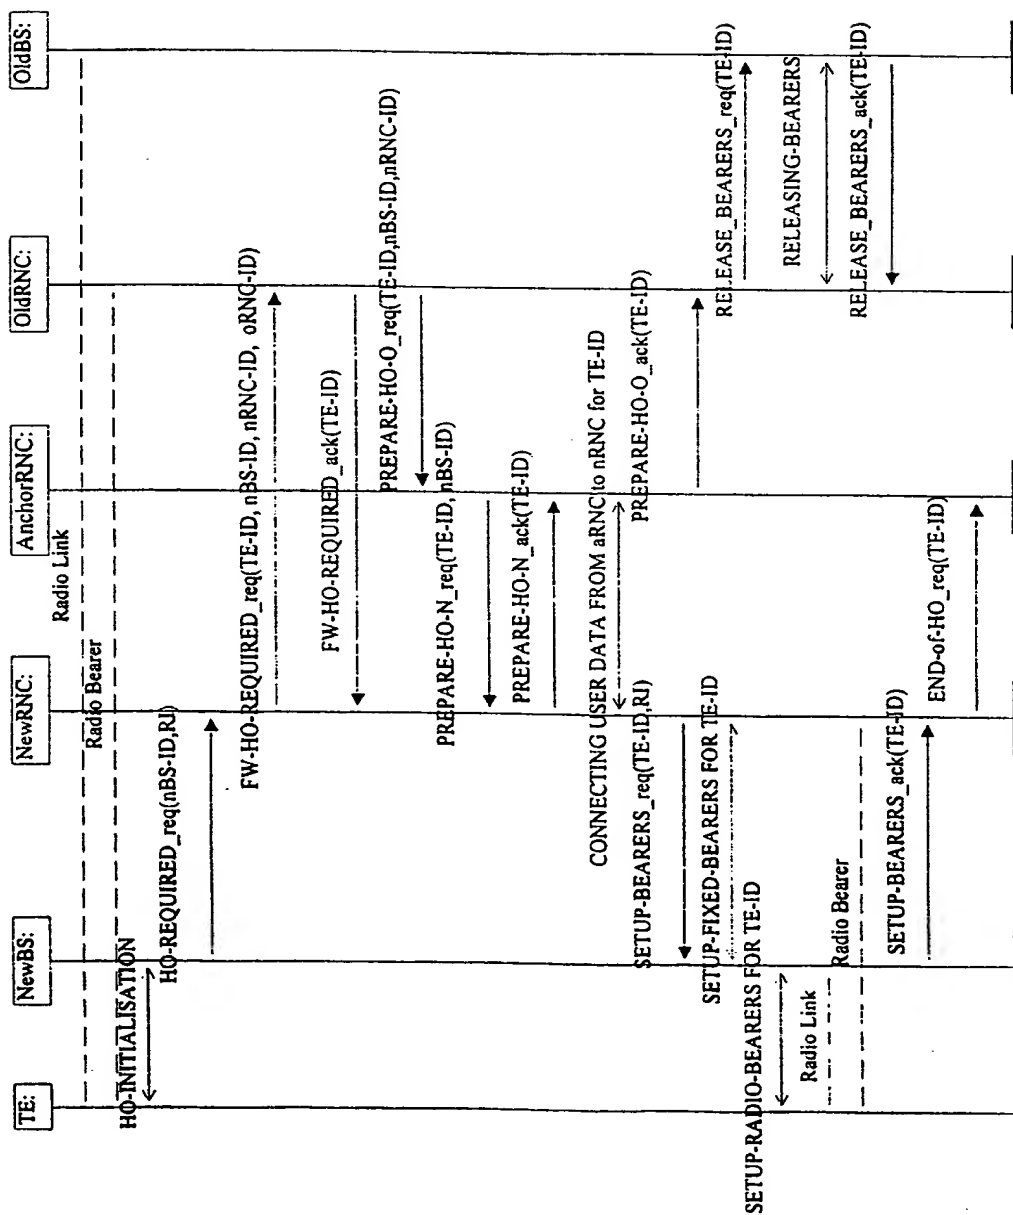 TE:
NewBS:
NewRNC:
AnchorRNC:
OldRNC:
OldBS:
Radio Link
Radio Bearer
HO-INITIALISATION
HO-REQUIRED_req(nBS-ID,RI)
FW-HO-REQUIRED_req(TE-ID, nBS-ID, nRNC-ID, oRNC-ID)
FW-HO-REQUIRED_ack(TE-ID)
PREPARE-HO-O_req(TE-ID,nBS-ID,nRNC-ID)
PREPARE-HO-N_req(TE-ID, nBS-ID)
PREPARE-HO-N_ack(TE-ID)
CONNECTING USER DATA FROM aRNC to nRNC for TE-ID
SETUP-BEARERS_req(TE-ID,RI)
PREPARE-HO-O_ack(TE-ID)
SETUP-FIXED-BEARERS FOR TE-ID
RELEASE_BEARERS_req(TE-ID)
SETUP-RADIO-BEARERS FOR TE-ID
RELEASING-BEARERS
Radio Link
Radio Bearer
RELEASE_BEARERS_ack(TE-ID)
SETUP-BEARERS_ack(TE-ID)
END-of-HO_req(TE-ID)